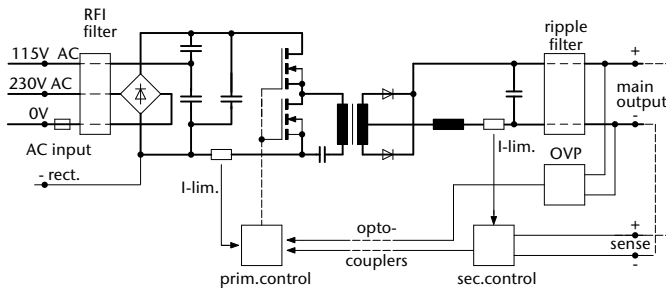 RFI
filter
115V AC
230V AC
0V
AC input
- rect.
I-lim.
prim.control
opto-
couplers
sec.control
I-lim.
ripple
filter
OVP
+
main
output
-
+
sense
-